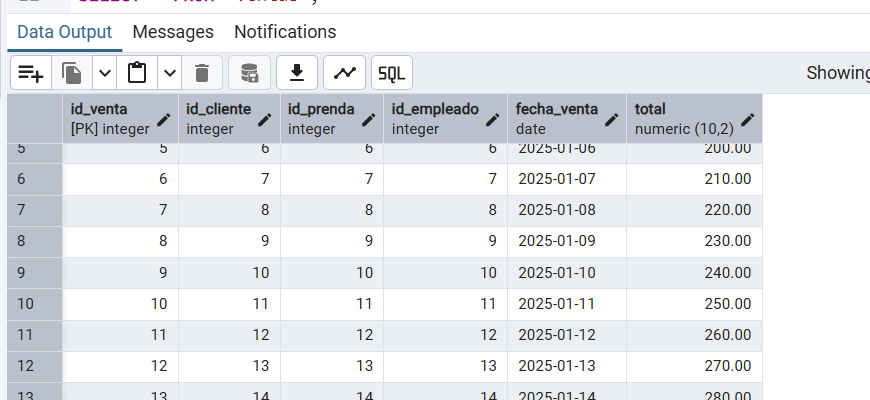 Data Output Messages Notifications
SQL Showing
id_venta id_cliente id_prenda id_empleado fecha_venta total
[PK] integer integer integer integer date numeric (10,2)
5 5 6 6 6 2025-01-06 200.00
6 6 7 7 7 2025-01-07 210.00
7 7 8 8 8 2025-01-08 220.00
8 8 9 9 9 2025-01-09 230.00
9 9 10 10 10 2025-01-10 240.00
10 10 11 11 11 2025-01-11 250.00
11 11 12 12 12 2025-01-12 260.00
12 12 13 13 13 2025-01-13 270.00
13 13 14 14 14 2025-01-14 280.00